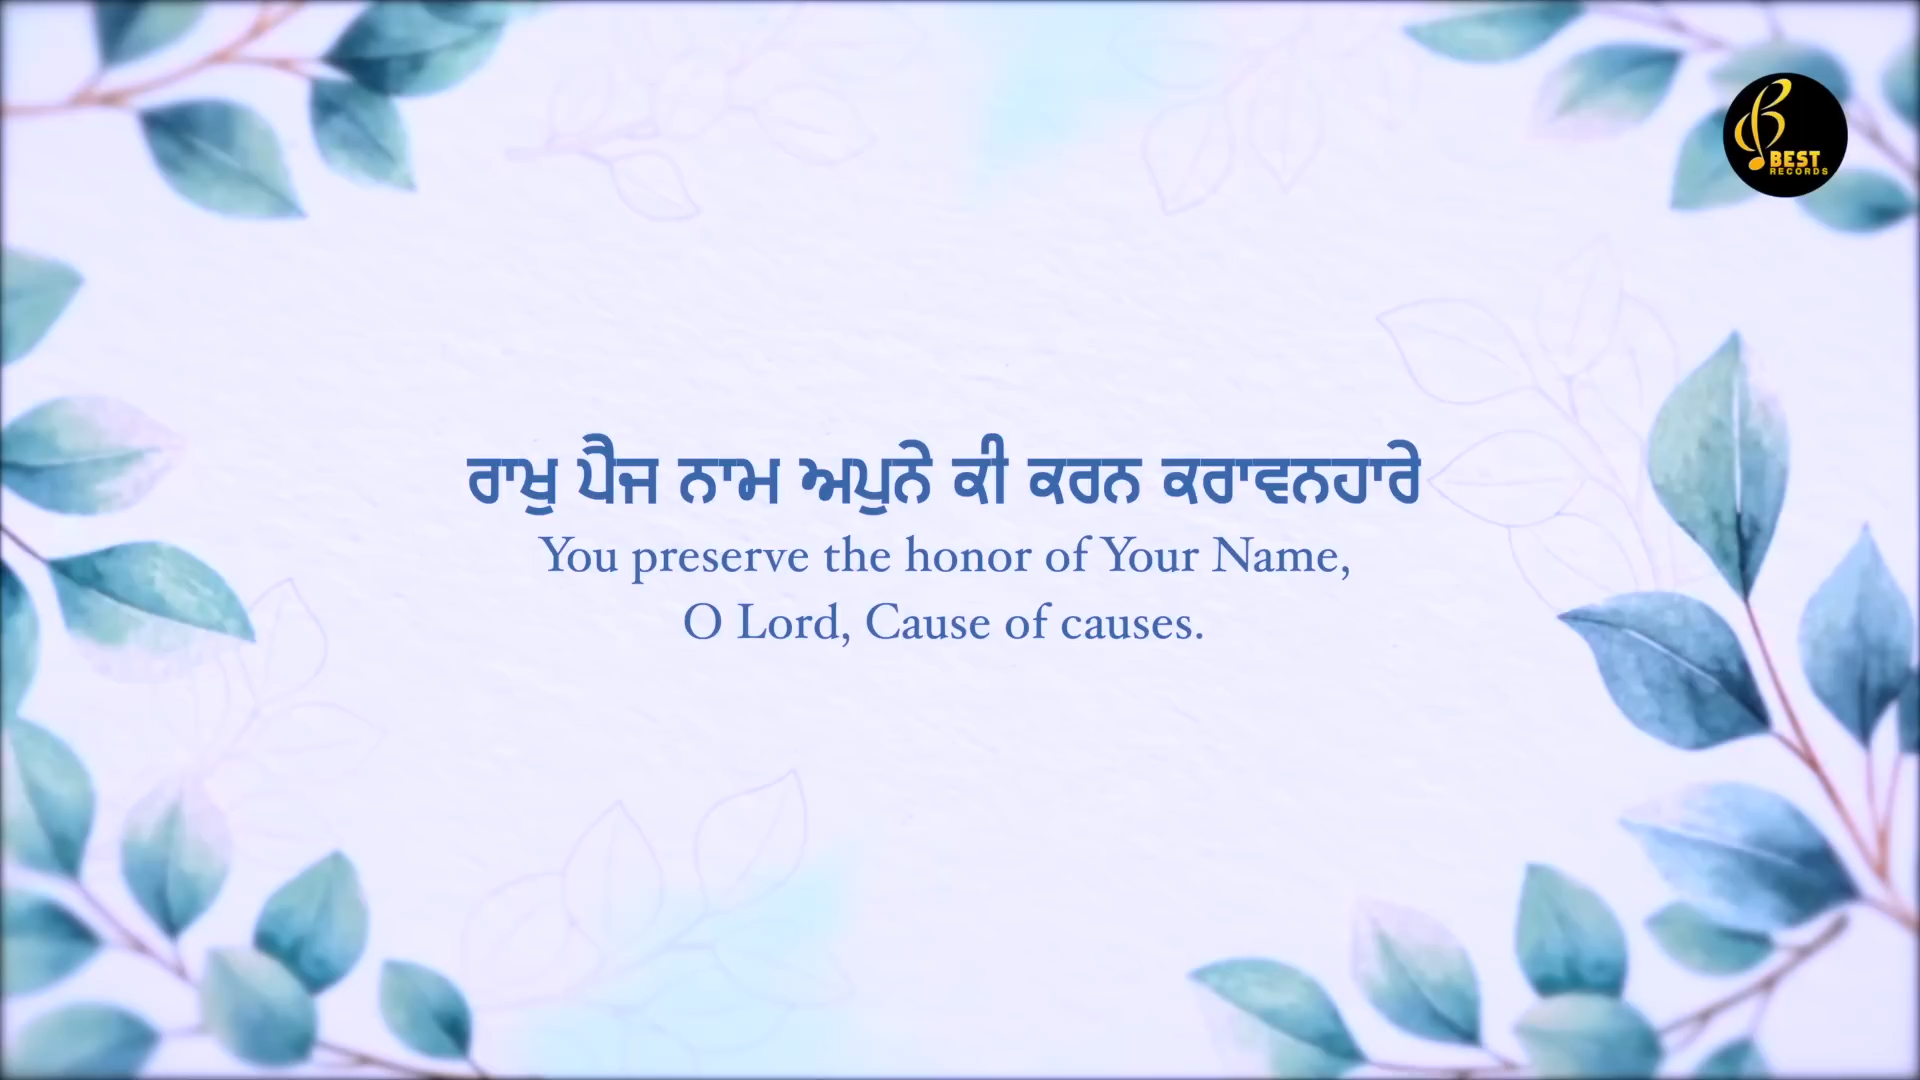 BEST
RECORDS
ਰਾਖੁ ਪੈਜ ਨਾਮ ਅਪੁਨੇ ਕੀ ਕਰਨ ਕਰਾਵਨਹਾਰੇ
You preserve the honor of Your Name,
O Lord, Cause of causes.